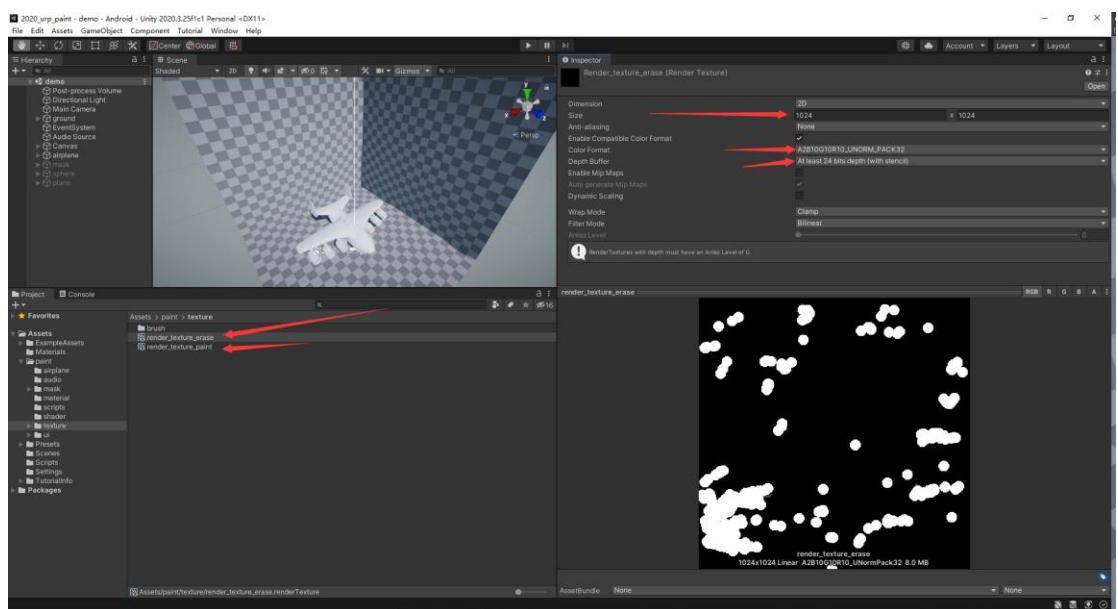 2020_urp_paint - demo - Android - Unity 2020.3.25f1c1 Personal <DX11>
File Edit Assets GameObject Component Tutorial Window Help
Center Global
Account Layers Layout
Hierarchy
All
demo
Post-process Volume
Directional Light
Main Camera
ground
EventSystem
Audio Source
Canvas
airplane
mask
sphere
plane
Scene
Shaded 2D 0 Gizmos All
y
x
z
< Persp
Inspector
Render_texture_erase (Render Texture)
Open
Dimension 2D
Size 1024 x 1024
Anti-aliasing None
Enable Compatible Color Format
Color Format A2B10G10R10_UNORM_PACK32
Depth Buffer At least 24 bits depth (with stencil)
Enable Mip Maps
Auto generate Mip Maps
Dynamic Scaling
Wrap Mode Clamp
Filter Mode Bilinear
Aniso Level 0
RenderTextures with depth must have an Aniso Level of 0.
Project Console
16
Favorites
Assets
ExampleAssets
Materials
paint
airplane
audio
mask
material
scripts
shader
texture
ui
Presets
Scenes
Scripts
Settings
TutorialInfo
Packages
Assets > paint > texture
brush
render_texture_erase
render_texture_paint
Assets/paint/texture/render_texture_erase.renderTexture
render_texture_erase RGB R G B A
render_texture_erase
1024x1024 Linear A2B10G10R10_UNormPack32 8.0 MB
AssetBundle None None